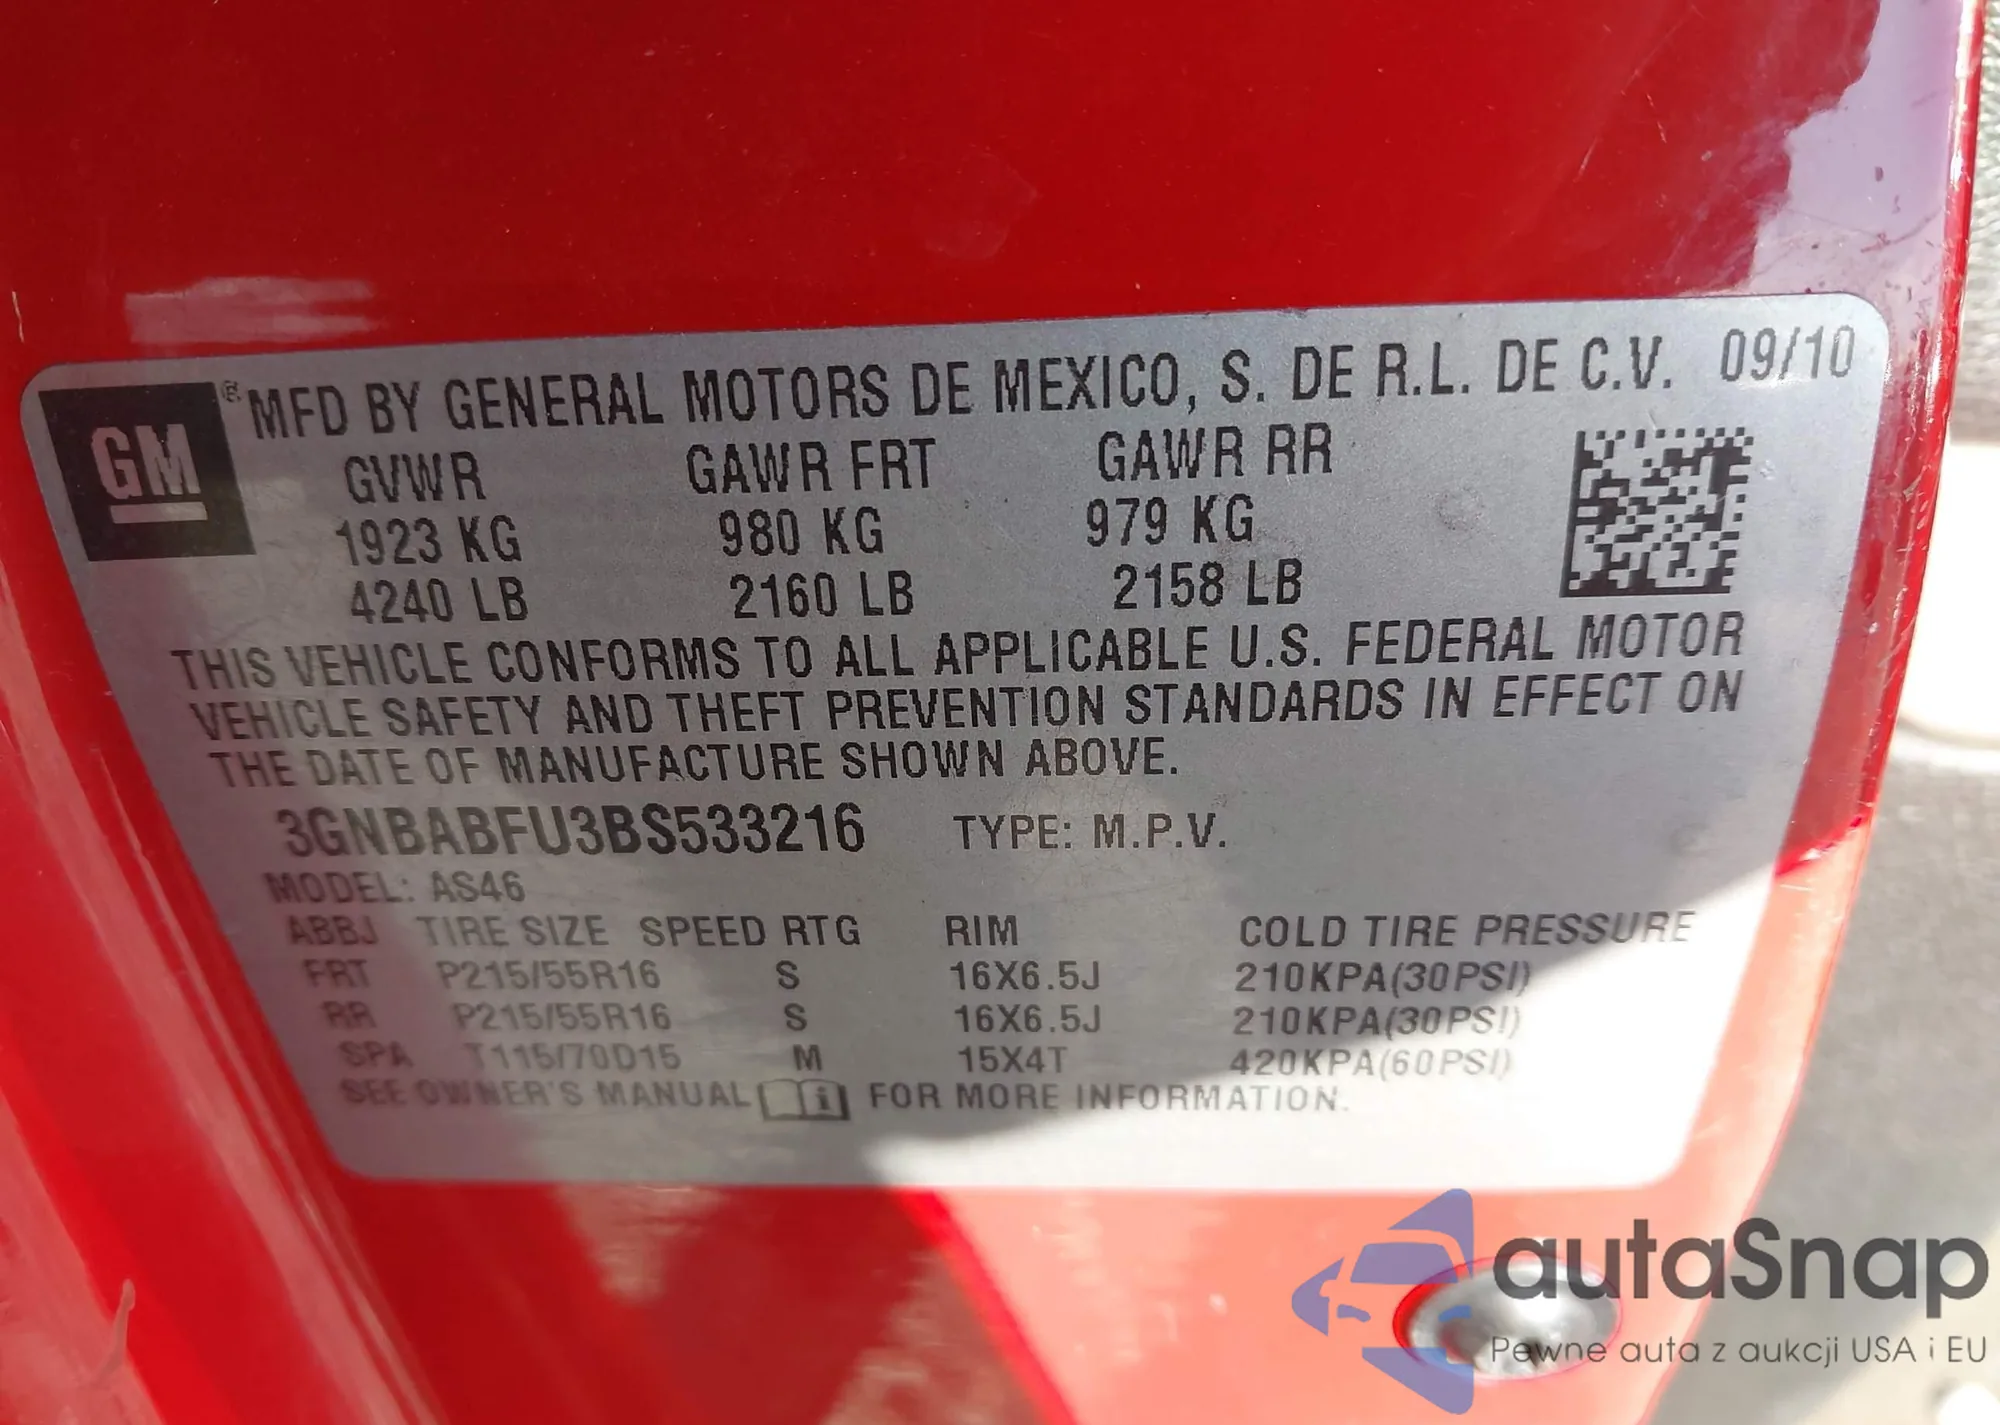 GM ® MFD BY GENERAL MOTORS DE MEXICO, S. DE R.L. DE C.V. 09/10
GVWR GAWR FRT GAWR RR
1923 KG 980 KG 979 KG
4240 LB 2160 LB 2158 LB
THIS VEHICLE CONFORMS TO ALL APPLICABLE U.S. FEDERAL MOTOR
VEHICLE SAFETY AND THEFT PREVENTION STANDARDS IN EFFECT ON
THE DATE OF MANUFACTURE SHOWN ABOVE.
3GNBABFU3BS533216 TYPE: M.P.V.
MODEL: AS46
ABBJ TIRE SIZE SPEED RTG RIM COLD TIRE PRESSURE
FRT P215/55R16 S 16X6.5J 210KPA(30PSI)
RR P215/55R16 S 16X6.5J 210KPA(30PSI)
SPA T115/70D15 M 15X4T 420KPA(60PSI)
SEE OWNER'S MANUAL i FOR MORE INFORMATION.
autaSnap
Pewne auta z aukcji USA i EU